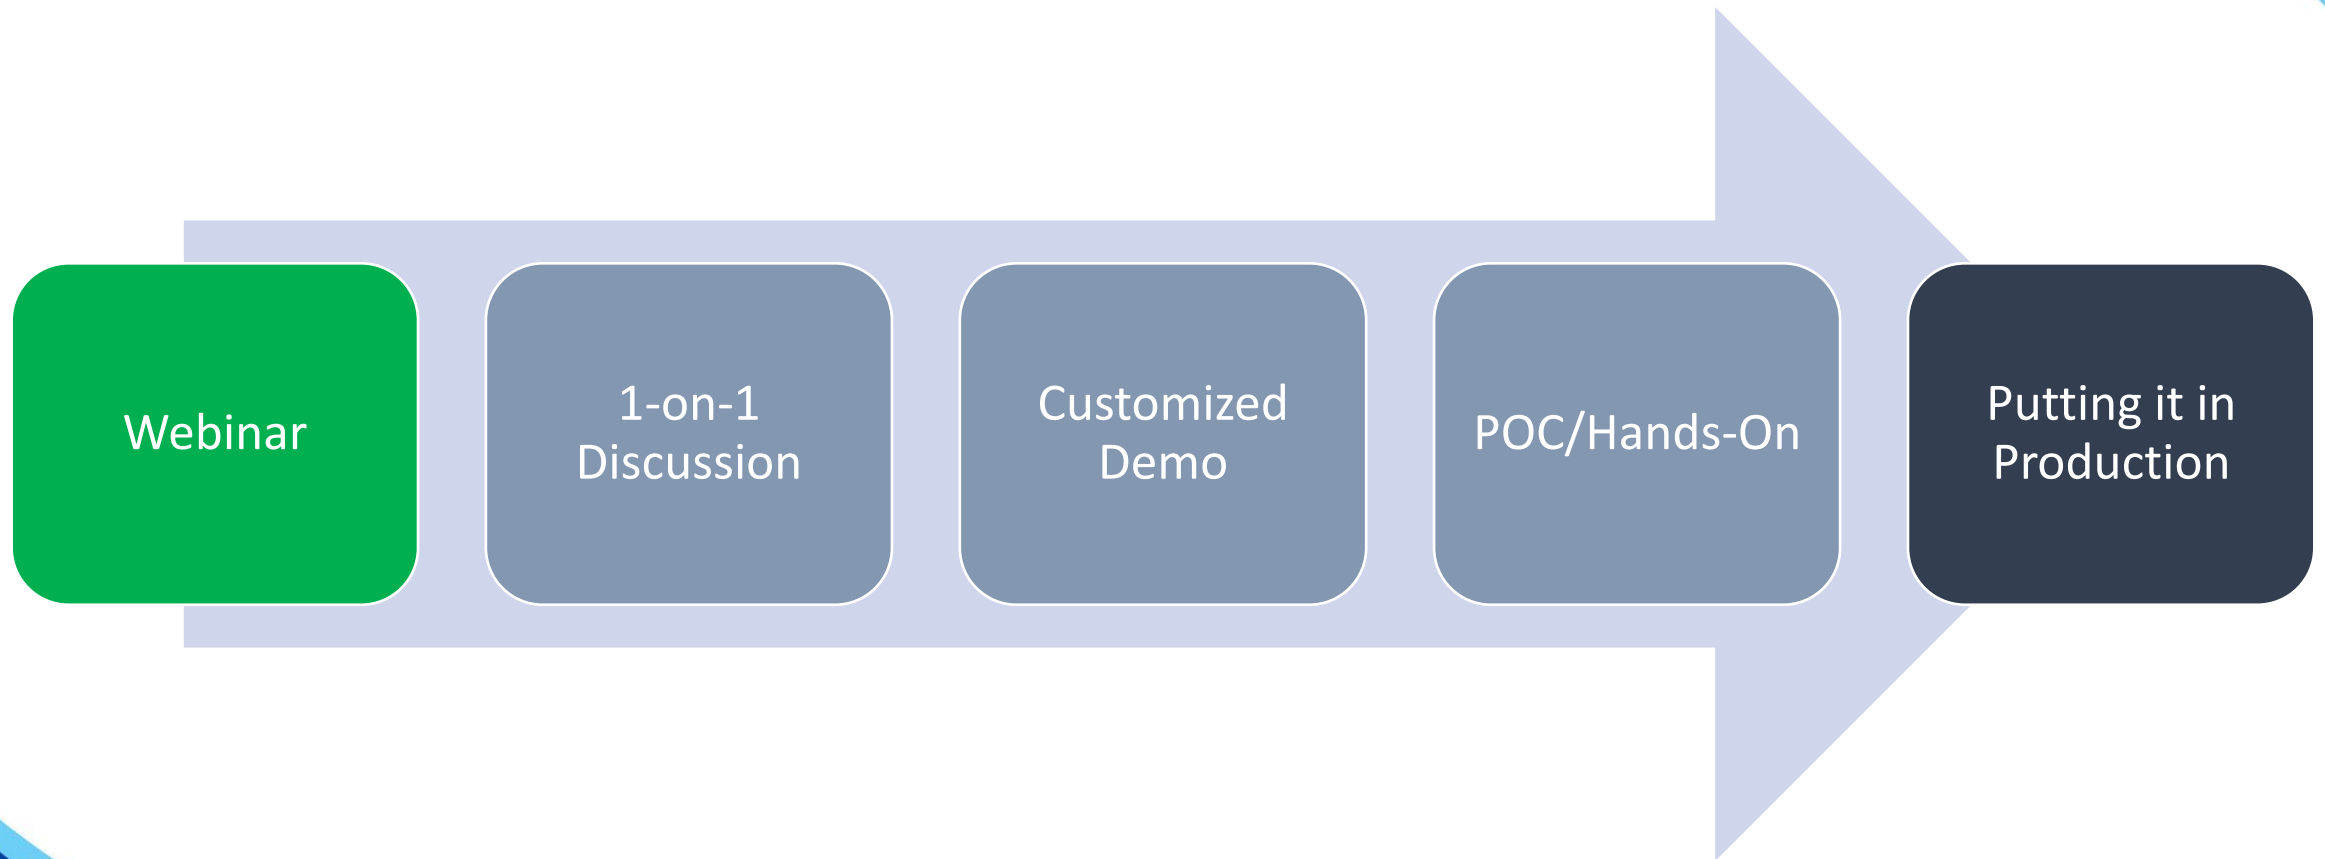 Webinar
1-on-1
Discussion
Customized
Demo
POC/Hands-On
Putting it in
Production